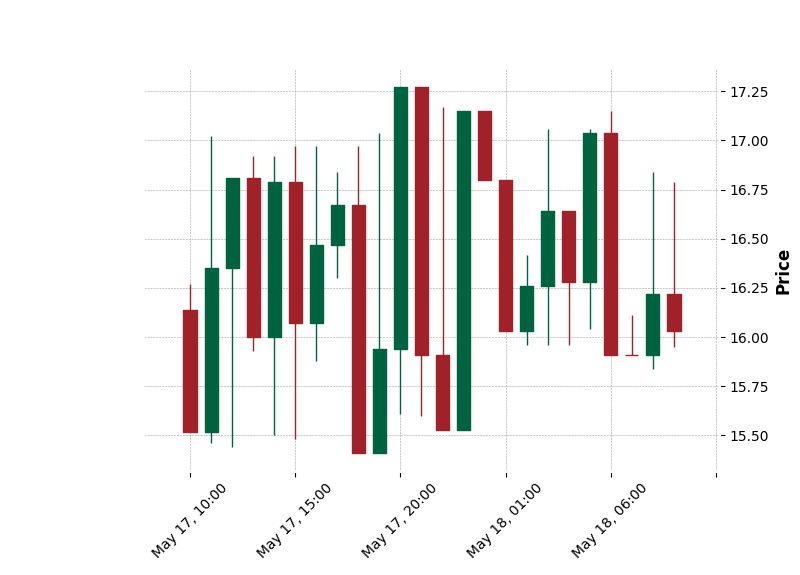 17.25
17.00
16.75
16.50
16.25
16.00
15.75
15.50
Price
May 17, 10:00
May 17, 15:00
May 17, 20:00
May 18, 01:00
May 18, 06:00